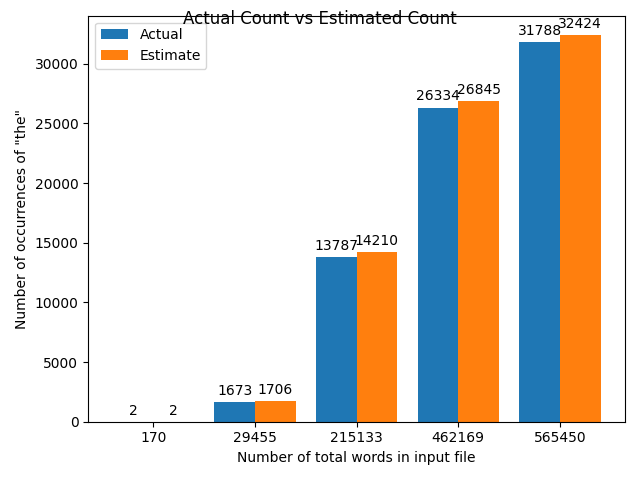 Actual Count vs Estimated Count
Actual
Estimate
Number of occurrences of "the"
30000
25000
20000
15000
10000
5000
0
2 2
1673 1706
13787 14210
26334 26845
31788 32424
170 29455 215133 462169 565450
Number of total words in input file